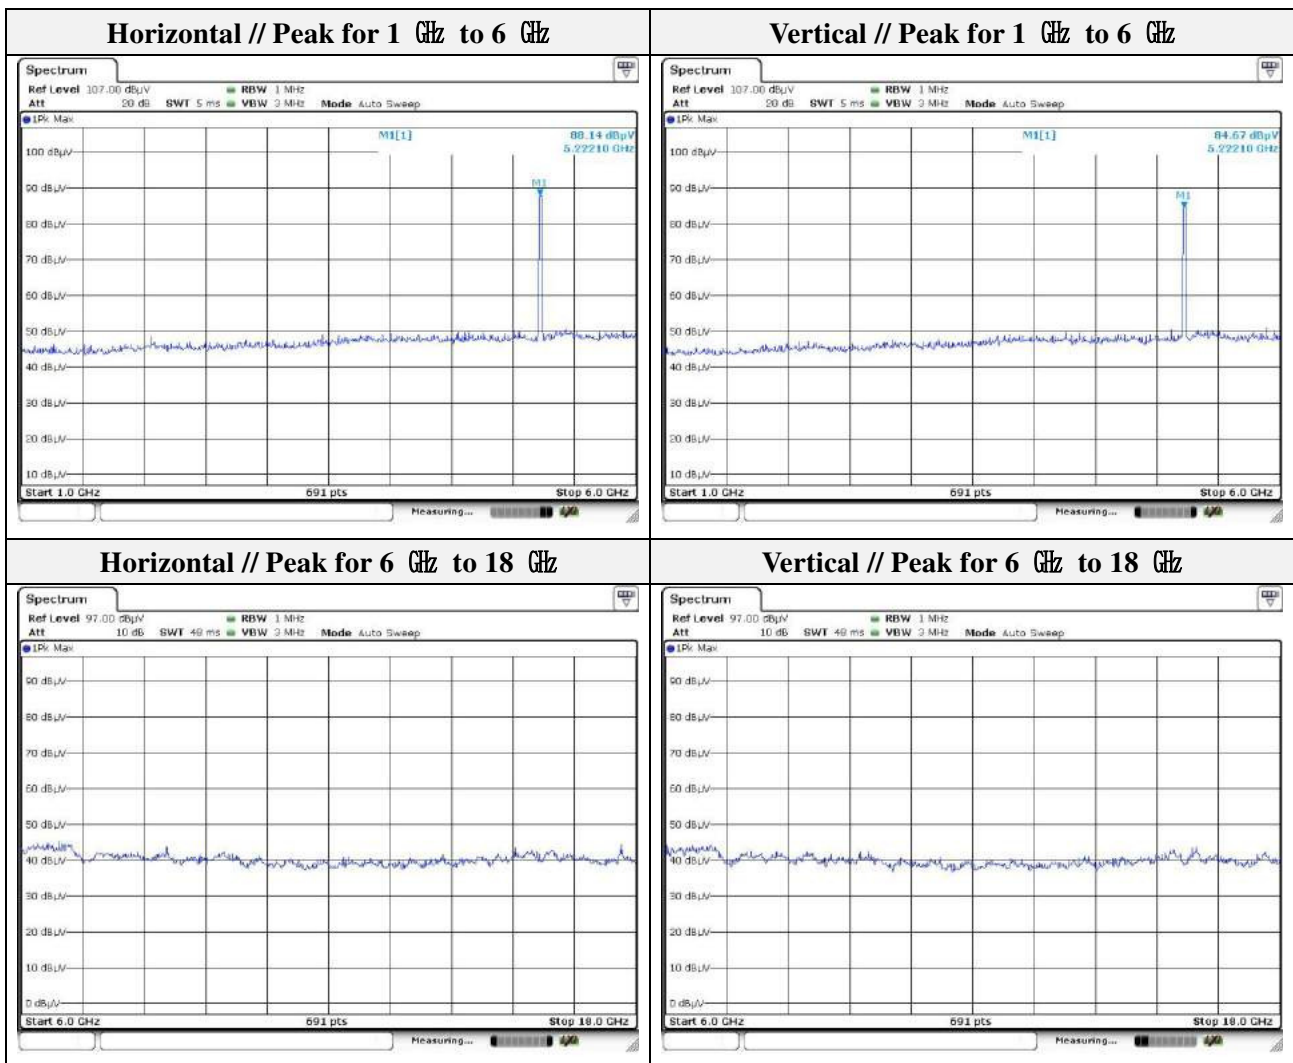 Horizontal // Peak for 1 ㎓ to 6 ㎓
Vertical // Peak for 1 ㎓ to 6 ㎓
Spectrum
Ref Level 107.00 dBµV RBW 1 MHz
Att 20 dB SWT 5 ms VBW 3 MHz Mode Auto Sweep
1Pk Max
M1[1] 88.14 dBµV
5.22210 GHz
100 dBµV
M1
90 dBµV
80 dBµV
70 dBµV
60 dBµV
50 dBµV
40 dBµV
30 dBµV
20 dBµV
10 dBµV
Start 1.0 GHz 691 pts Stop 6.0 GHz
Measuring...
Spectrum
Ref Level 107.00 dBµV RBW 1 MHz
Att 20 dB SWT 5 ms VBW 3 MHz Mode Auto Sweep
1Pk Max
M1[1] 84.67 dBµV
5.22210 GHz
100 dBµV
90 dBµV
M1
80 dBµV
70 dBµV
60 dBµV
50 dBµV
40 dBµV
30 dBµV
20 dBµV
10 dBµV
Start 1.0 GHz 691 pts Stop 6.0 GHz
Measuring...
Horizontal // Peak for 6 ㎓ to 18 ㎓
Vertical // Peak for 6 ㎓ to 18 ㎓
Spectrum
Ref Level 97.00 dBµV RBW 1 MHz
Att 10 dB SWT 48 ms VBW 3 MHz Mode Auto Sweep
1Pk Max
90 dBµV
80 dBµV
70 dBµV
60 dBµV
50 dBµV
40 dBµV
30 dBµV
20 dBµV
10 dBµV
0 dBµV
Start 6.0 GHz 691 pts Stop 18.0 GHz
Measuring...
Spectrum
Ref Level 97.00 dBµV RBW 1 MHz
Att 10 dB SWT 48 ms VBW 3 MHz Mode Auto Sweep
1Pk Max
90 dBµV
80 dBµV
70 dBµV
60 dBµV
50 dBµV
40 dBµV
30 dBµV
20 dBµV
10 dBµV
0 dBµV
Start 6.0 GHz 691 pts Stop 18.0 GHz
Measuring...